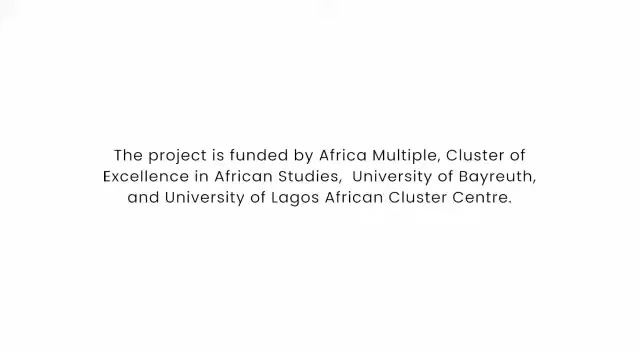 The project is funded by Africa Multiple, Cluster of
Excellence in African Studies,  University of Bayreuth,
and University of Lagos African Cluster Centre.